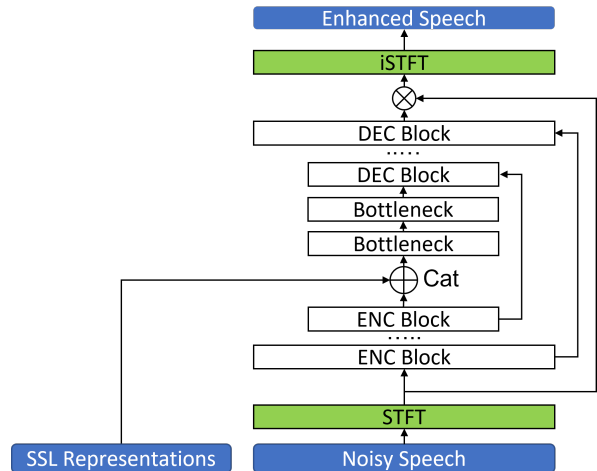 Enhanced Speech
iSTFT
DEC Block
.....
DEC Block
Bottleneck
Bottleneck
Cat
ENC Block
.....
ENC Block
STFT
SSL Representations
Noisy Speech